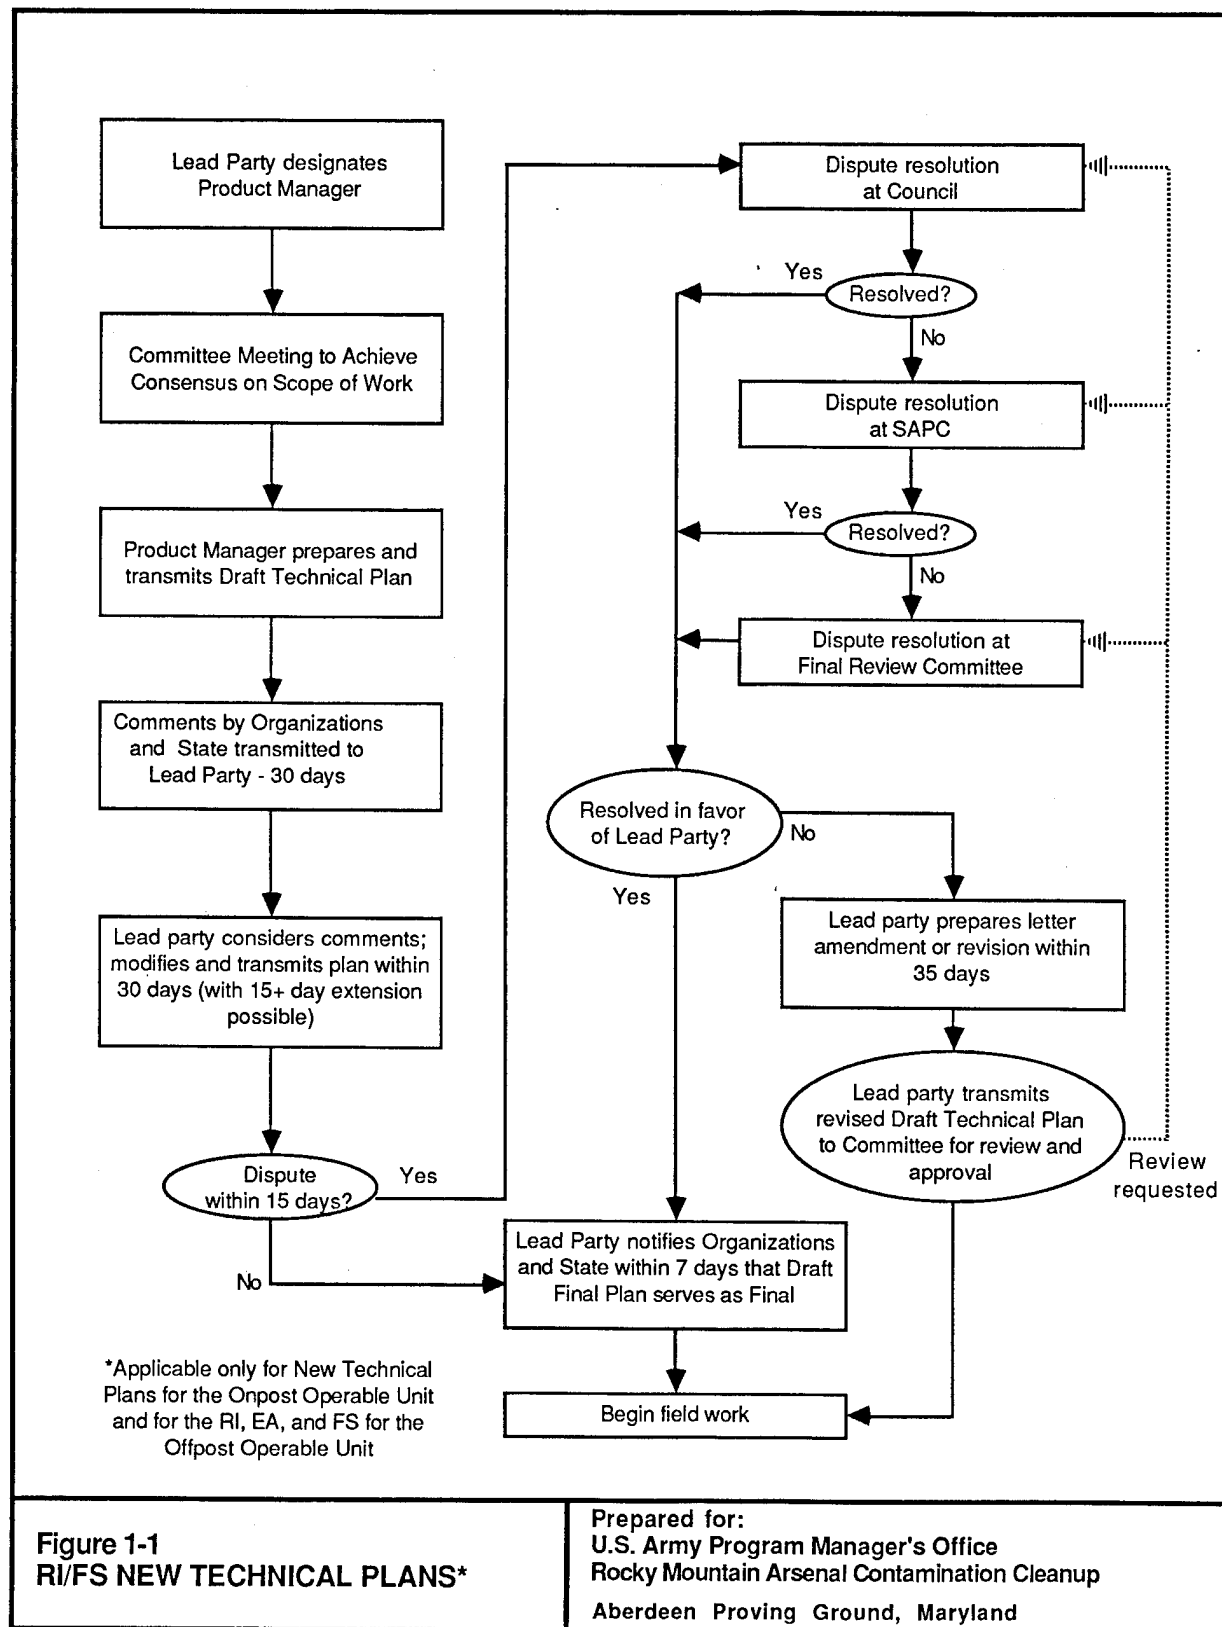 Lead Party designates
Product Manager
Committee Meeting to Achieve
Consensus on Scope of Work
Product Manager prepares and
transmits Draft Technical Plan
Comments by Organizations
and State transmitted to
Lead Party - 30 days
Lead party considers comments;
modifies and transmits plan within
30 days (with 15+ day extension
possible)
Dispute
within 15 days?
Yes
No
Dispute resolution
at Council
Yes
Resolved?
No
Dispute resolution
at SAPC
Yes
Resolved?
No
Dispute resolution at
Final Review Committee
Resolved in favor
of Lead Party?
No
Yes
Lead party prepares letter
amendment or revision within
35 days
Lead party transmits
revised Draft Technical Plan
to Committee for review and
approval
Review
requested
Lead Party notifies Organizations
and State within 7 days that Draft
Final Plan serves as Final
Begin field work
*Applicable only for New Technical
Plans for the Onpost Operable Unit
and for the RI, EA, and FS for the
Offpost Operable Unit
Figure 1-1
RI/FS NEW TECHNICAL PLANS*
Prepared for:
U.S. Army Program Manager's Office
Rocky Mountain Arsenal Contamination Cleanup
Aberdeen Proving Ground, Maryland